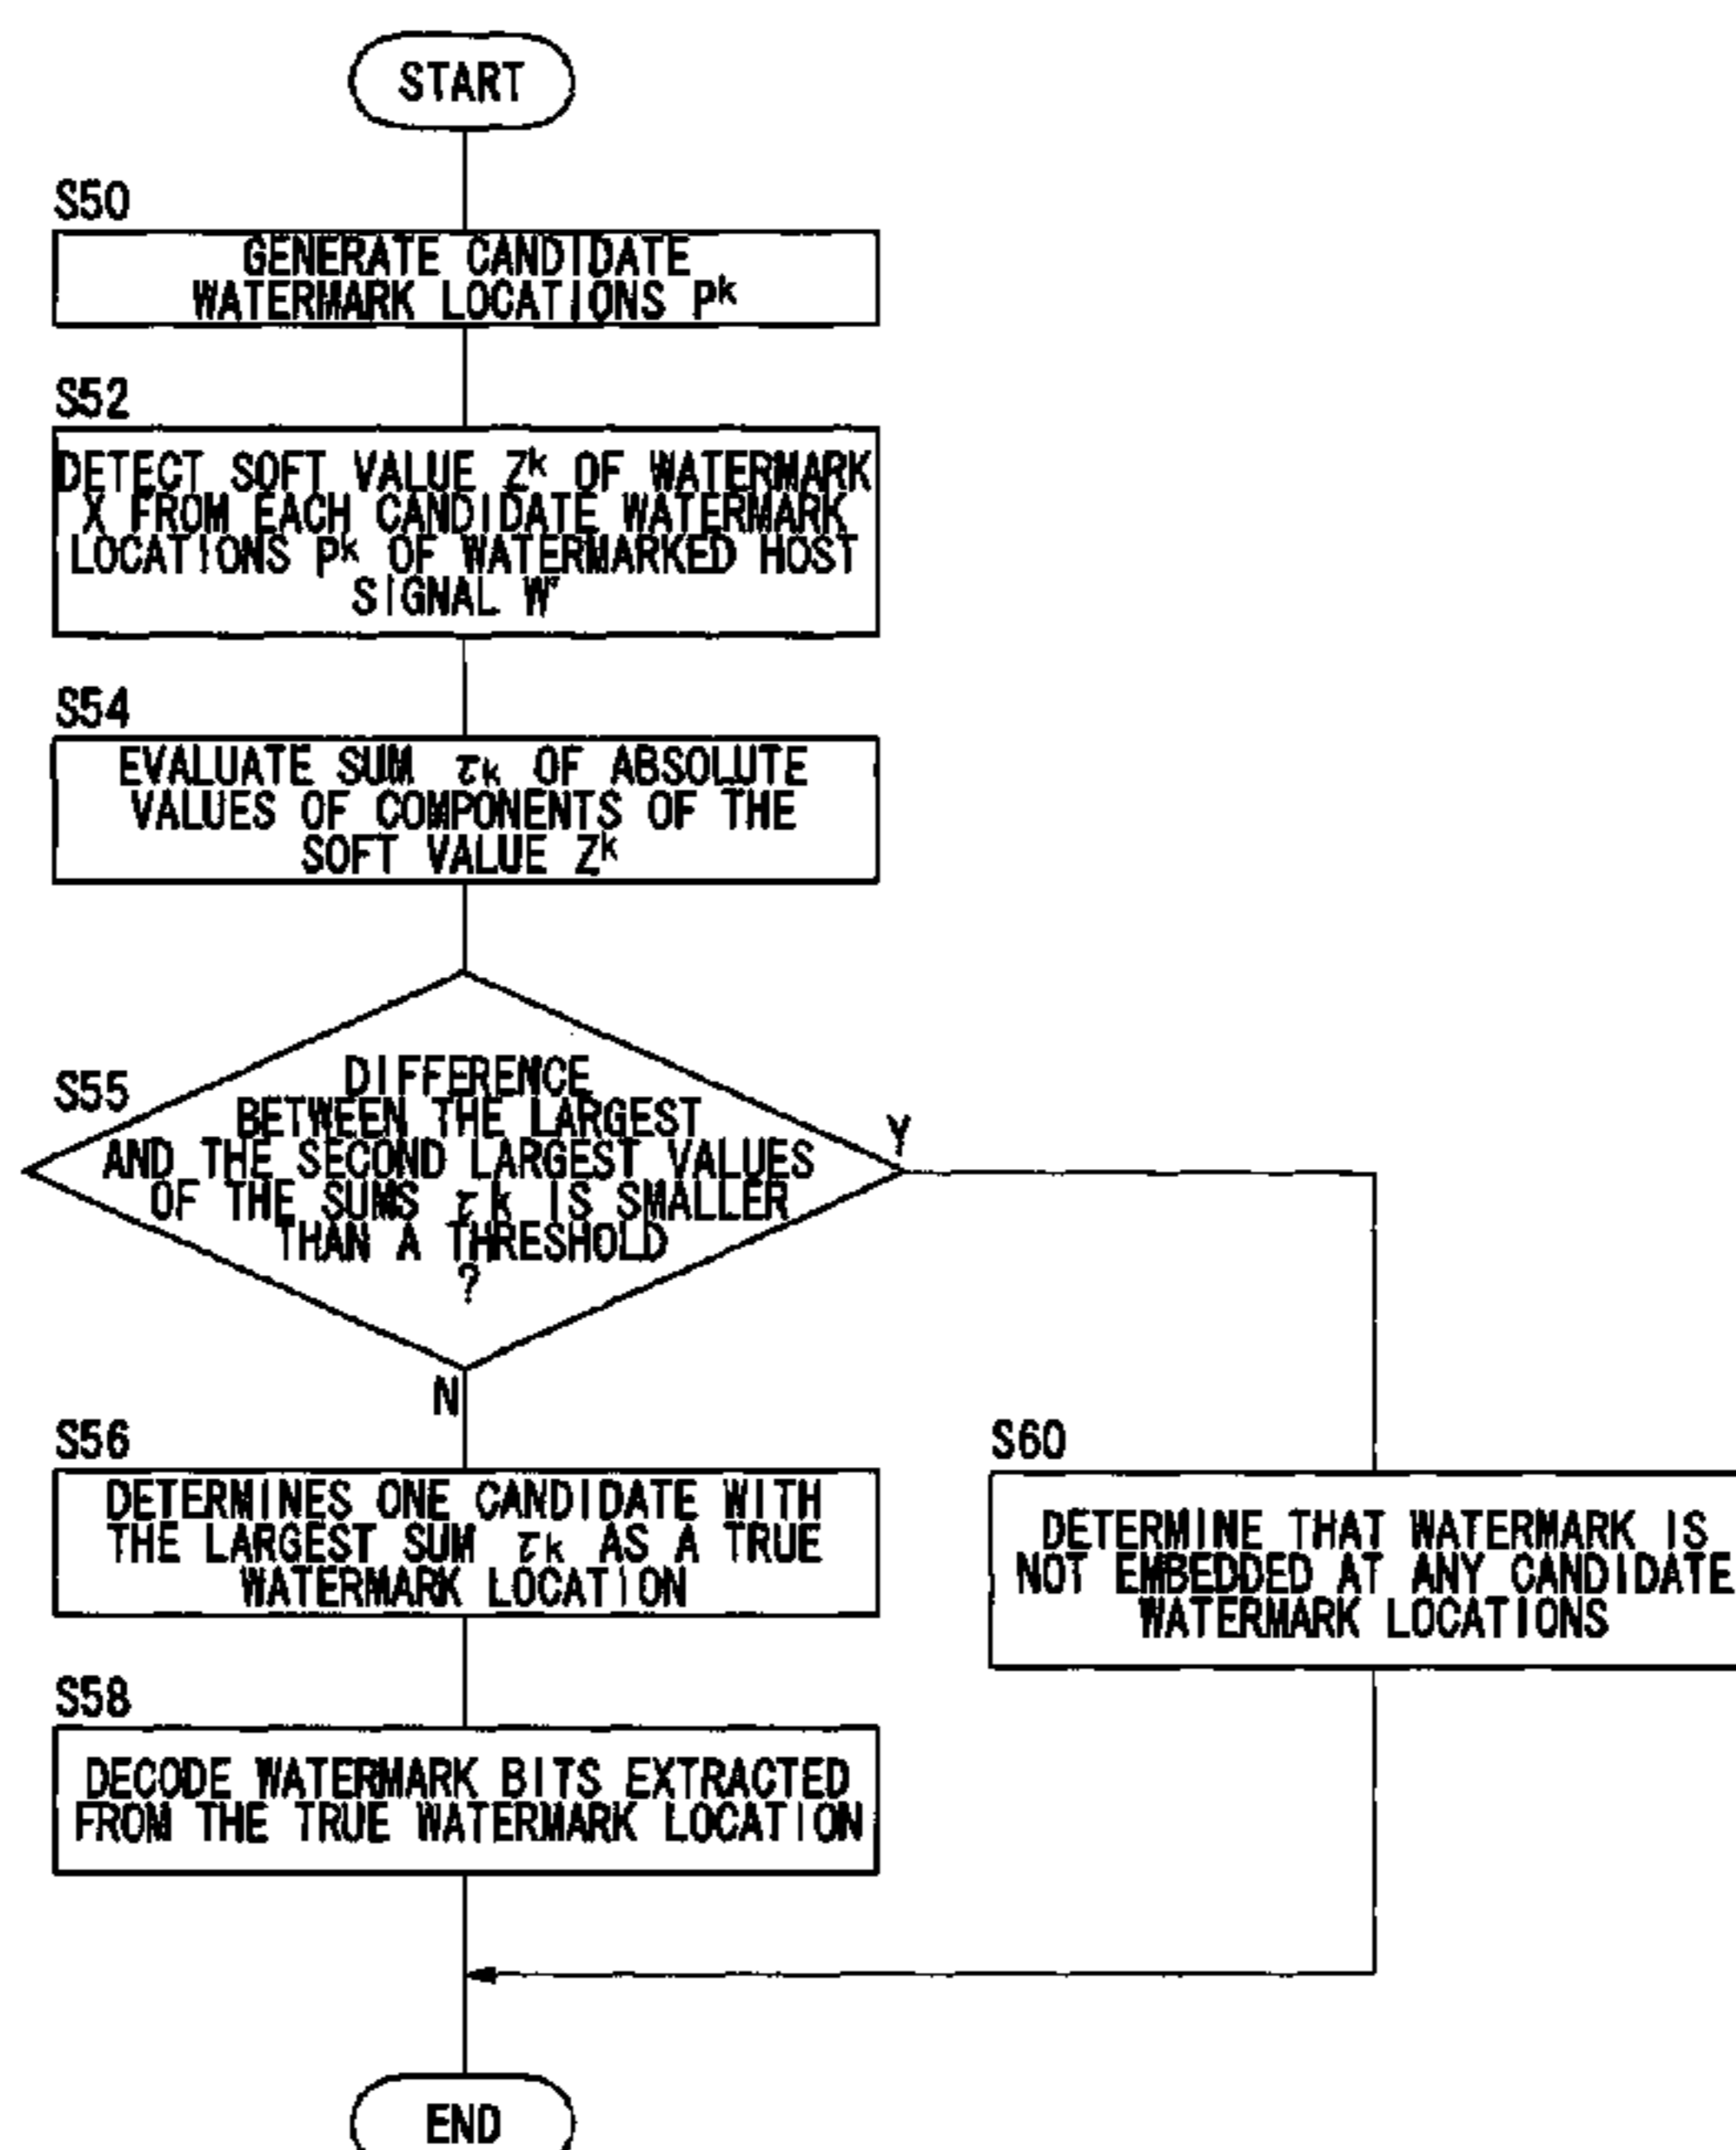 START
S50
GENERATE CANDIDATE
WATERMARK LOCATIONS Pᵏ
S52
DETECT SOFT VALUE Zᵏ OF WATERMARK
X FROM EACH CANDIDATE WATERMARK
LOCATIONS Pᵏ OF WATERMARKED HOST
SIGNAL W'
S54
EVALUATE SUM τₖ OF ABSOLUTE
VALUES OF COMPONENTS OF THE
SOFT VALUE Zᵏ
S55
DIFFERENCE
BETWEEN THE LARGEST
AND THE SECOND LARGEST VALUES
OF THE SUMS τₖ IS SMALLER
THAN A THRESHOLD
?
Y
N
S56
DETERMINES ONE CANDIDATE WITH
THE LARGEST SUM τₖ AS A TRUE
WATERMARK LOCATION
S60
DETERMINE THAT WATERMARK IS
NOT EMBEDDED AT ANY CANDIDATE
WATERMARK LOCATIONS
S58
DECODE WATERMARK BITS EXTRACTED
FROM THE TRUE WATERMARK LOCATION
END